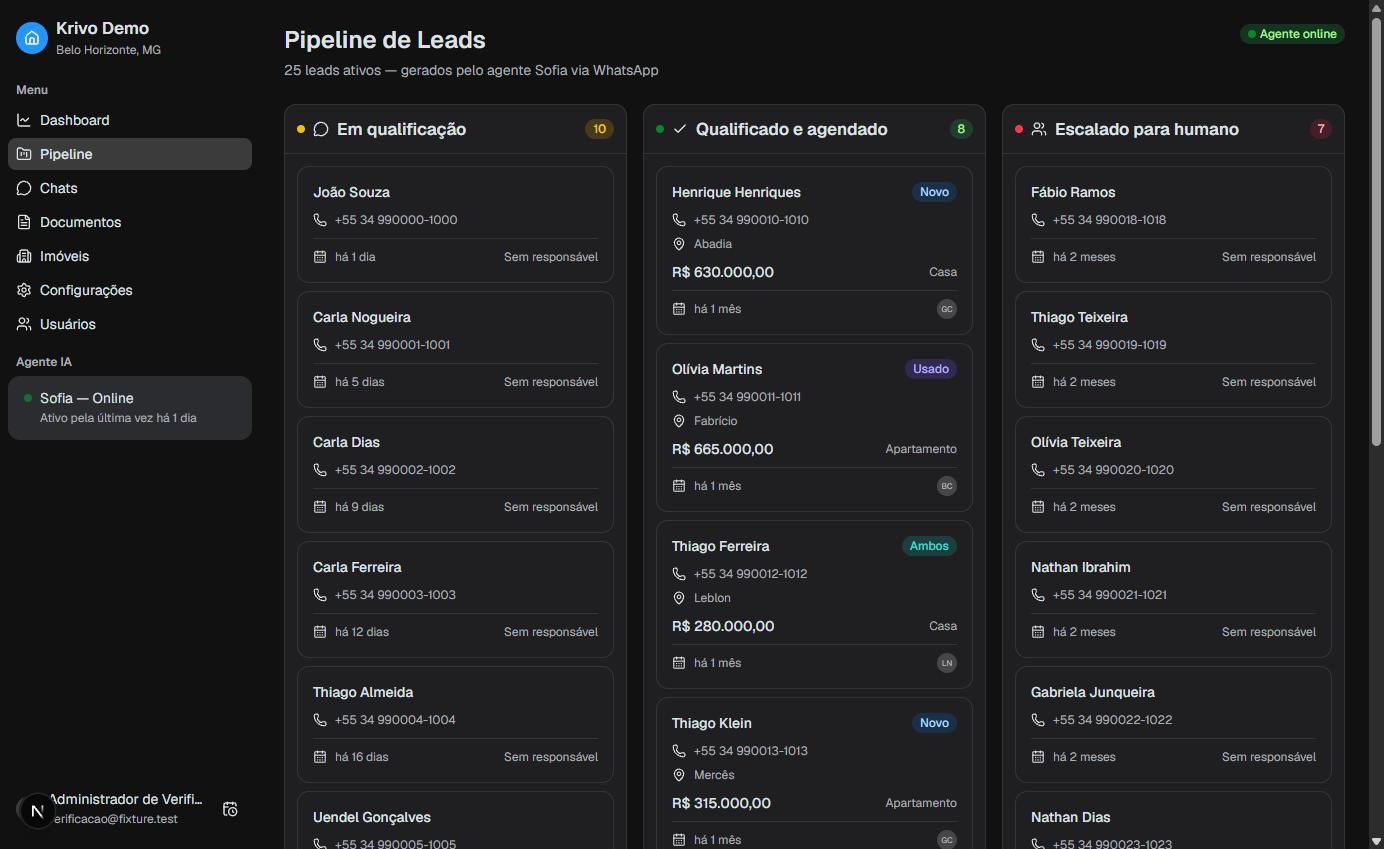 Krivo Demo
Belo Horizonte, MG
Menu
Dashboard
Pipeline
Chats
Documentos
Imóveis
Configurações
Usuários
Agente IA
Sofia — Online
Ativo pela última vez há 1 dia
N
Administrador de Verifi...
verificacao@fixture.test
Pipeline de Leads
Agente online
25 leads ativos — gerados pelo agente Sofia via WhatsApp
Em qualificação 10
João Souza
+55 34 990000-1000
há 1 dia Sem responsável
Carla Nogueira
+55 34 990001-1001
há 5 dias Sem responsável
Carla Dias
+55 34 990002-1002
há 9 dias Sem responsável
Carla Ferreira
+55 34 990003-1003
há 12 dias Sem responsável
Thiago Almeida
+55 34 990004-1004
há 16 dias Sem responsável
Uendel Gonçalves
+55 34 990005-1005
Qualificado e agendado 8
Henrique Henriques Novo
+55 34 990010-1010
Abadia
R$ 630.000,00 Casa
há 1 mês GC
Olívia Martins Usado
+55 34 990011-1011
Fabrício
R$ 665.000,00 Apartamento
há 1 mês BC
Thiago Ferreira Ambos
+55 34 990012-1012
Leblon
R$ 280.000,00 Casa
há 1 mês LN
Thiago Klein Novo
+55 34 990013-1013
Mercês
R$ 315.000,00 Apartamento
há 1 mês GC
Escalado para humano 7
Fábio Ramos
+55 34 990018-1018
há 2 meses Sem responsável
Thiago Teixeira
+55 34 990019-1019
há 2 meses Sem responsável
Olívia Teixeira
+55 34 990020-1020
há 2 meses Sem responsável
Nathan Ibrahim
+55 34 990021-1021
há 2 meses Sem responsável
Gabriela Junqueira
+55 34 990022-1022
há 2 meses Sem responsável
Nathan Dias
+55 34 990023-1023